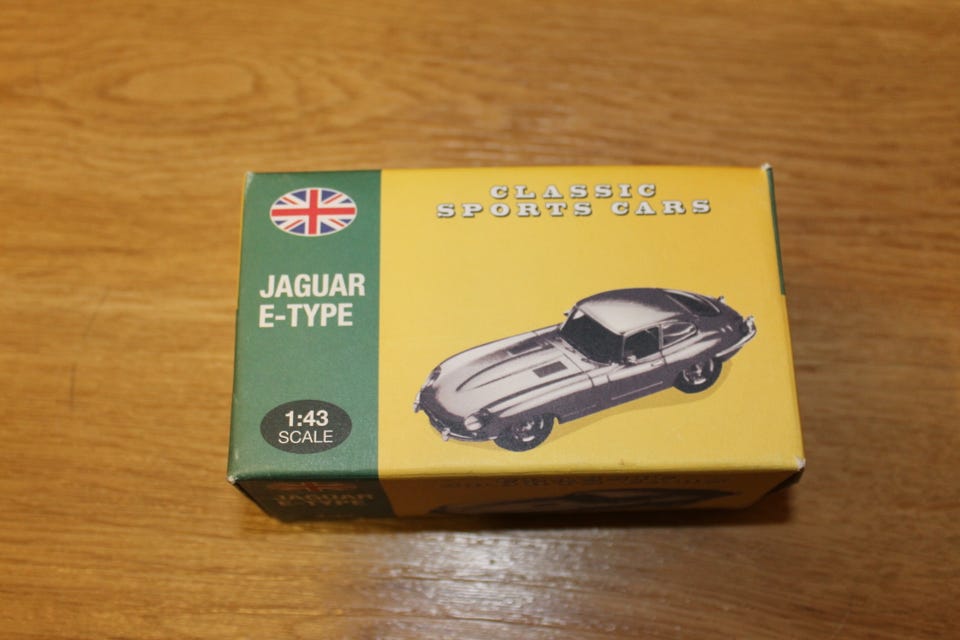 CLASSIC
SPORTS CARS
JAGUAR
E-TYPE
1:43
SCALE
JAGUAR
E-TYPE